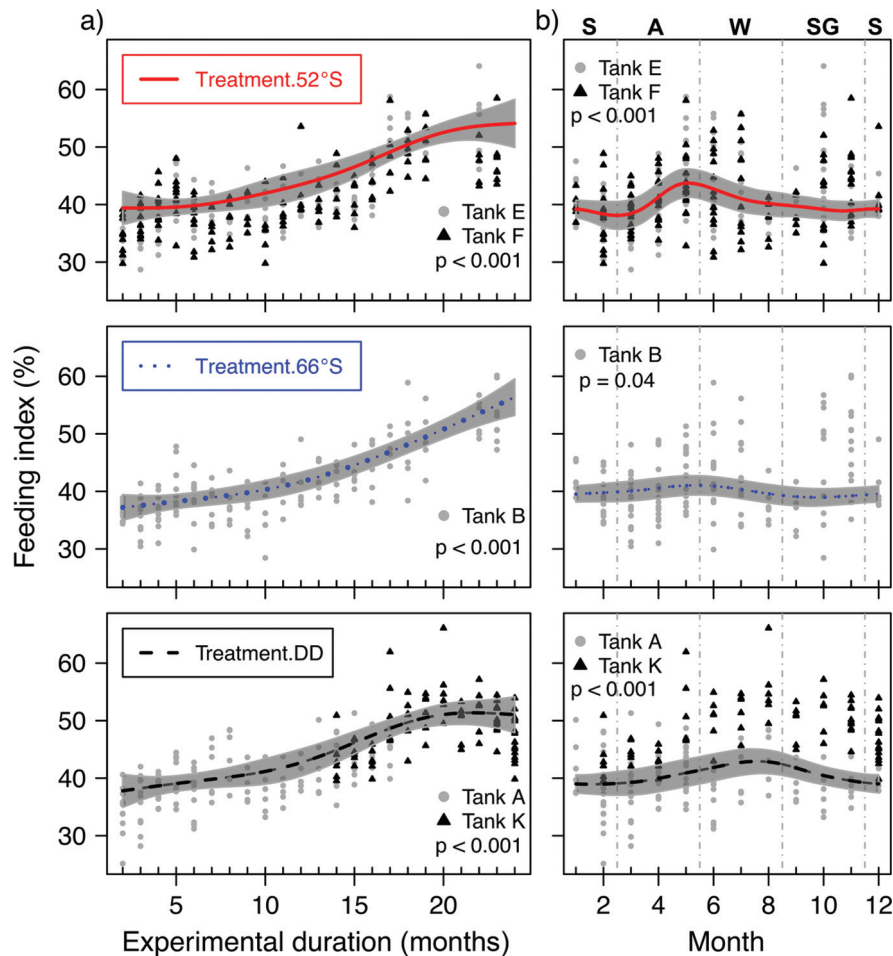 a)
b)
S A W SG S
Treatment.52°S
Tank E
Tank F
p < 0.001
60
50
40
30
Tank E
Tank F
p < 0.001
Feeding index (%)
Treatment.66°S
Tank B
p < 0.001
60
50
40
30
Tank B
p = 0.04
Treatment.DD
Tank A
Tank K
p < 0.001
60
50
40
30
Tank A
Tank K
p < 0.001
5 10 15 20
2 4 6 8 10 12
Experimental duration (months)
Month